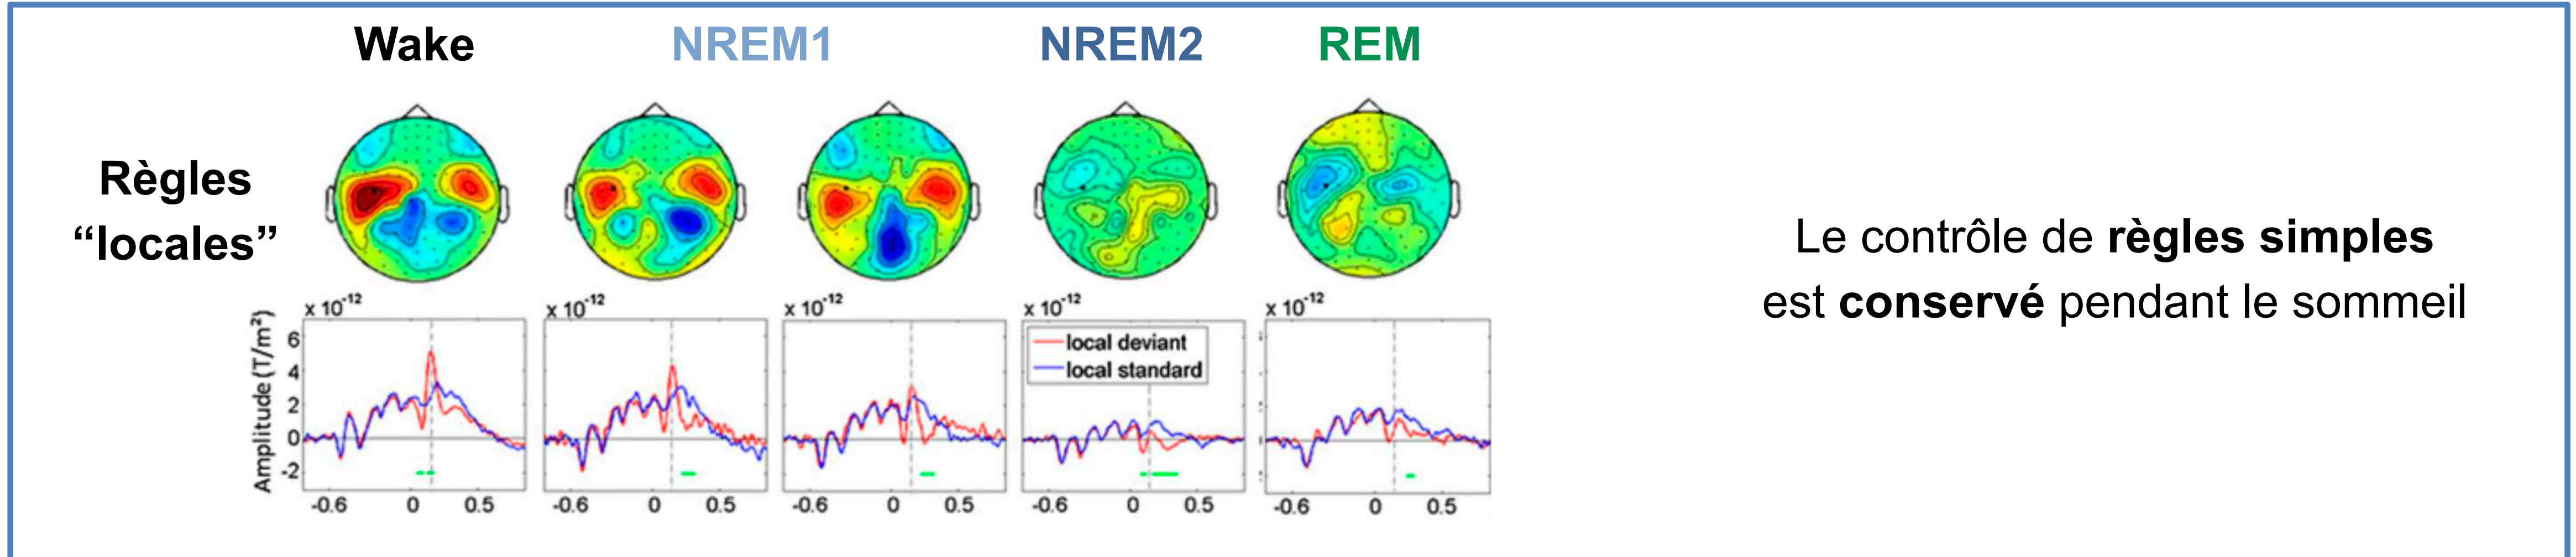 Wake NREM1 NREM2 REM
Règles
“locales”
Le contrôle de règles simples
est conservé pendant le sommeil
x 10^-12 x 10^-12 x 10^-12 x 10^-12 x 10^-12
Amplitude (T/m²)
6
4
2
0
-2
local deviant
local standard
-0.6 0 0.5 -0.6 0 0.5 -0.6 0 0.5 -0.6 0 0.5 -0.6 0 0.5